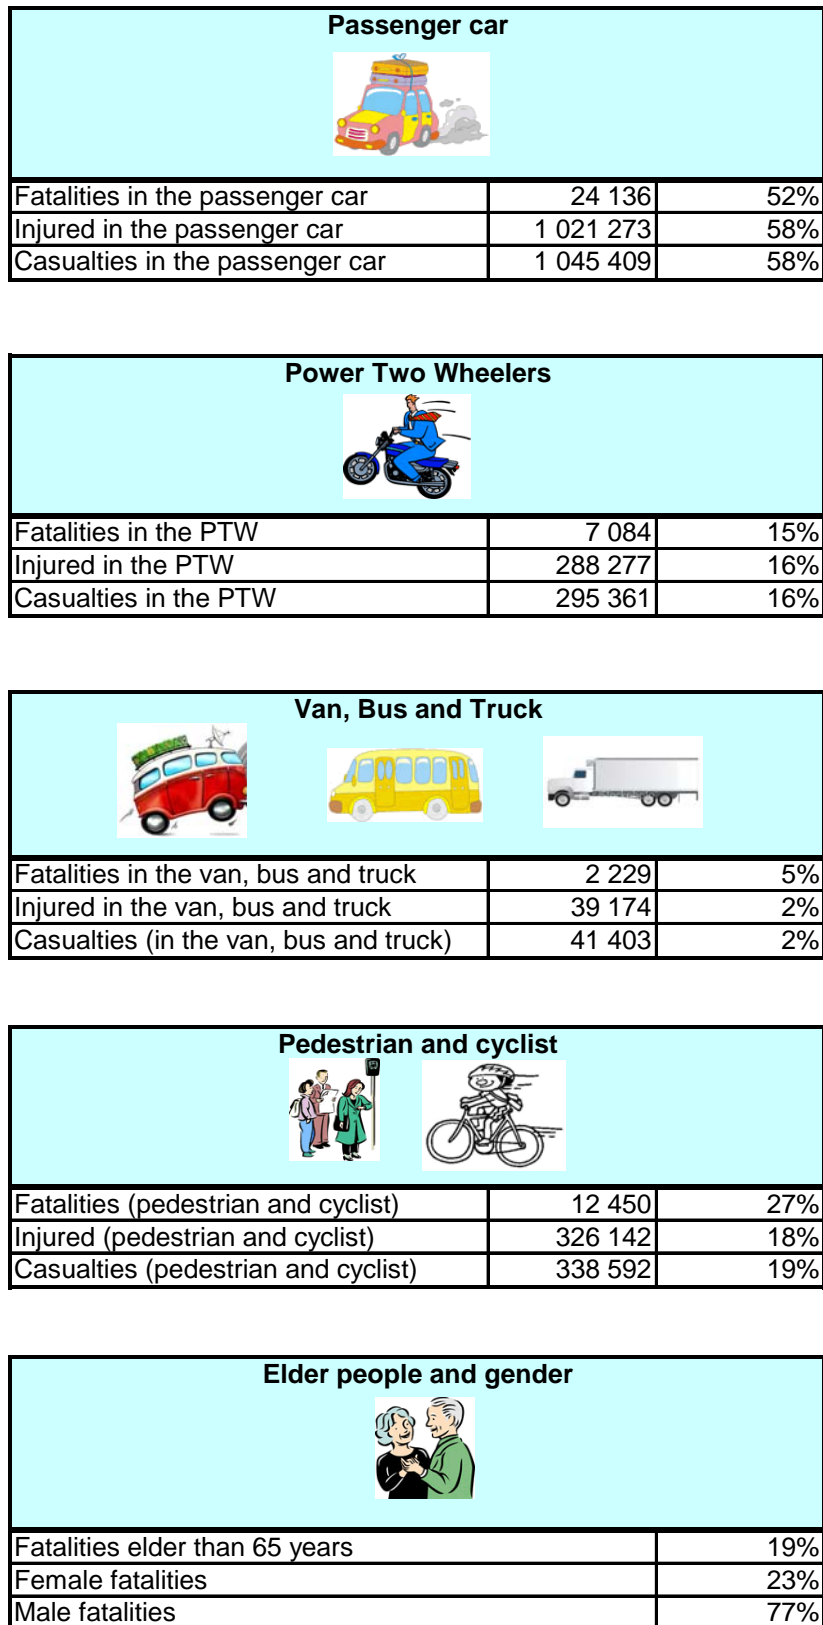 Passenger car
Fatalities in the passenger car 24 136 52%
Injured in the passenger car 1 021 273 58%
Casualties in the passenger car 1 045 409 58%
Power Two Wheelers
Fatalities in the PTW 7 084 15%
Injured in the PTW 288 277 16%
Casualties in the PTW 295 361 16%
Van, Bus and Truck
Fatalities in the van, bus and truck 2 229 5%
Injured in the van, bus and truck 39 174 2%
Casualties (in the van, bus and truck) 41 403 2%
Pedestrian and cyclist
Fatalities (pedestrian and cyclist) 12 450 27%
Injured (pedestrian and cyclist) 326 142 18%
Casualties (pedestrian and cyclist) 338 592 19%
Elder people and gender
Fatalities elder than 65 years 19%
Female fatalities 23%
Male fatalities 77%